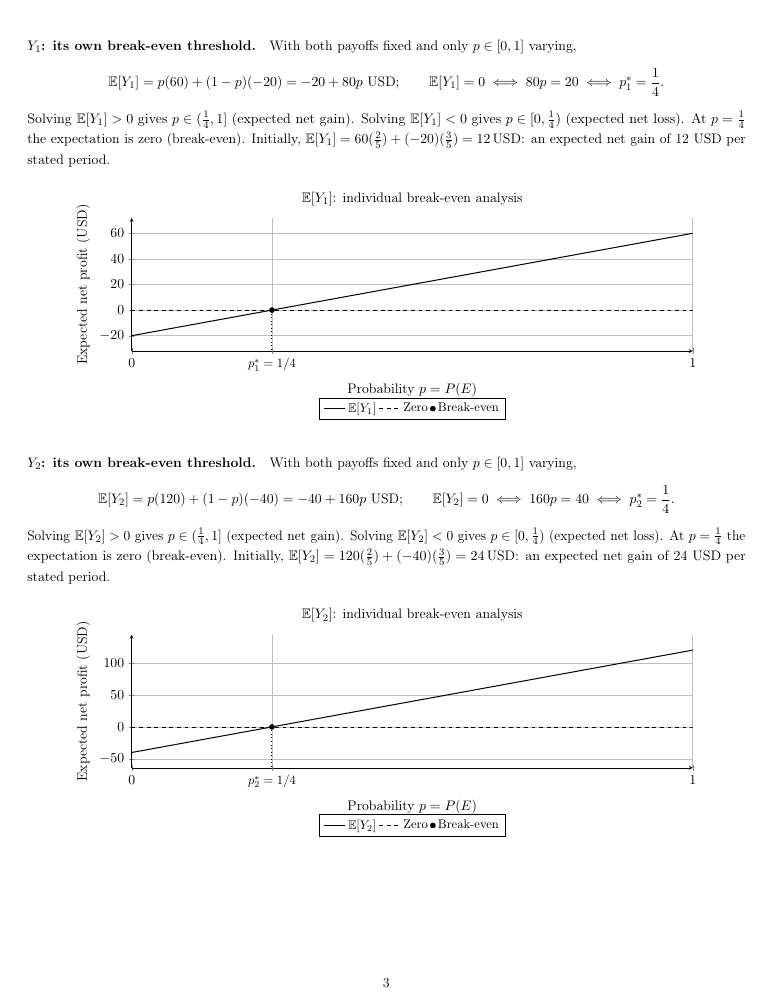 Y₁: its own break-even threshold. With both payoffs fixed and only p ∈ [0, 1] varying,
𝔼[Y₁] = p(60) + (1 − p)(−20) = −20 + 80p USD; 𝔼[Y₁] = 0 ⟺ 80p = 20 ⟺ p₁* = 1/4.
Solving 𝔼[Y₁] > 0 gives p ∈ (1/4, 1] (expected net gain). Solving 𝔼[Y₁] < 0 gives p ∈ [0, 1/4) (expected net loss). At p = 1/4
the expectation is zero (break-even). Initially, 𝔼[Y₁] = 60(2/5) + (−20)(3/5) = 12 USD: an expected net gain of 12 USD per
stated period.
𝔼[Y₁]: individual break-even analysis
Expected net profit (USD)
60
40
20
0
−20
0
p₁* = 1/4
1
Probability p = P(E)
𝔼[Y₁] Zero Break-even
Y₂: its own break-even threshold. With both payoffs fixed and only p ∈ [0, 1] varying,
𝔼[Y₂] = p(120) + (1 − p)(−40) = −40 + 160p USD; 𝔼[Y₂] = 0 ⟺ 160p = 40 ⟺ p₂* = 1/4.
Solving 𝔼[Y₂] > 0 gives p ∈ (1/4, 1] (expected net gain). Solving 𝔼[Y₂] < 0 gives p ∈ [0, 1/4) (expected net loss). At p = 1/4 the
expectation is zero (break-even). Initially, 𝔼[Y₂] = 120(2/5) + (−40)(3/5) = 24 USD: an expected net gain of 24 USD per
stated period.
𝔼[Y₂]: individual break-even analysis
Expected net profit (USD)
100
50
0
−50
0
p₂* = 1/4
1
Probability p = P(E)
𝔼[Y₂] Zero Break-even
3